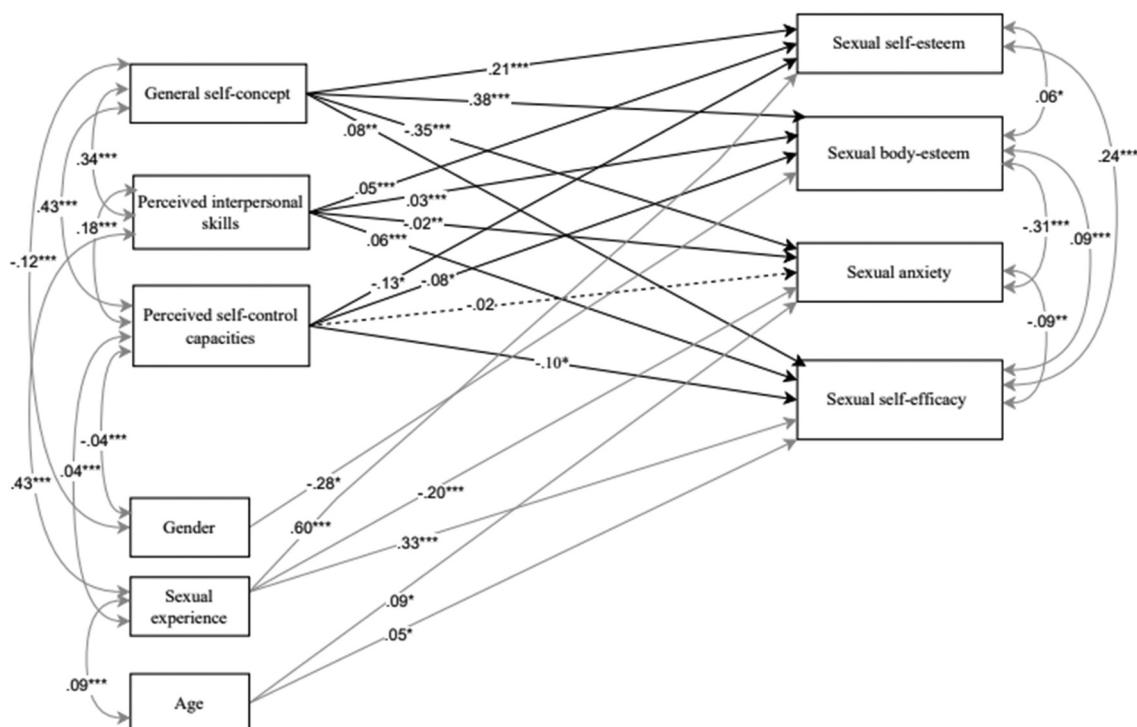 Sexual self-esteem
.21***
General self-concept
.06*
.38***
.08**
-.35***
Sexual body-esteem
.34***
.24***
.05***
Perceived interpersonal
skills
.03***
.43***
.18***
-.02**
-.31***
.09***
.06***
-.12***
Sexual anxiety
-.13*
-.08*
-.02
Perceived self-control
capacities
-.09**
-.10*
Sexual self-efficacy
-.04***
.04***
.43***
-.28*
-.20***
Gender
.60***
.33***
Sexual
experience
.09*
.05*
.09***
Age